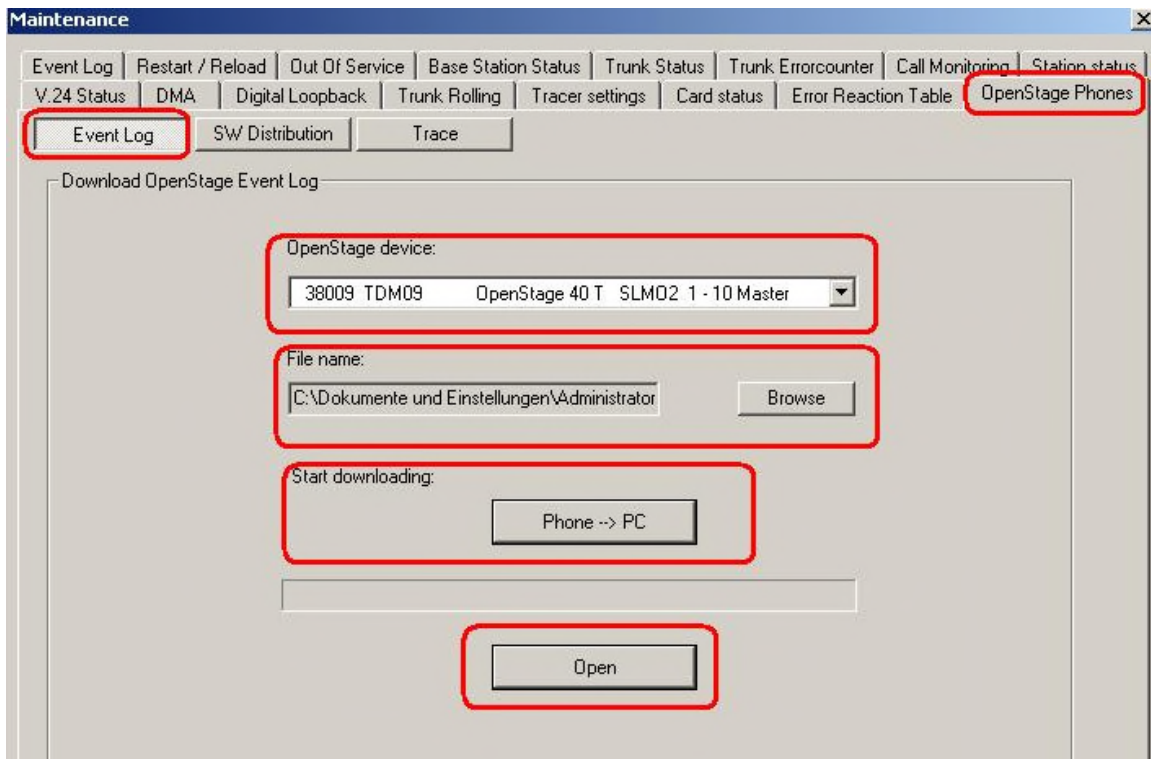 Maintenance
Event Log Restart / Reload Out Of Service Base Station Status Trunk Status Trunk Errorcounter Call Monitoring Station status
V.24 Status DMA Digital Loopback Trunk Rolling Tracer settings Card status Error Reaction Table OpenStage Phones
Event Log SW Distribution Trace
Download OpenStage Event Log
OpenStage device:
38009 TDM09 OpenStage 40 T SLMO2 1 - 10 Master
File name:
C:\Dokumente und Einstellungen\Administrator Browse
Start downloading:
Phone --> PC
Open